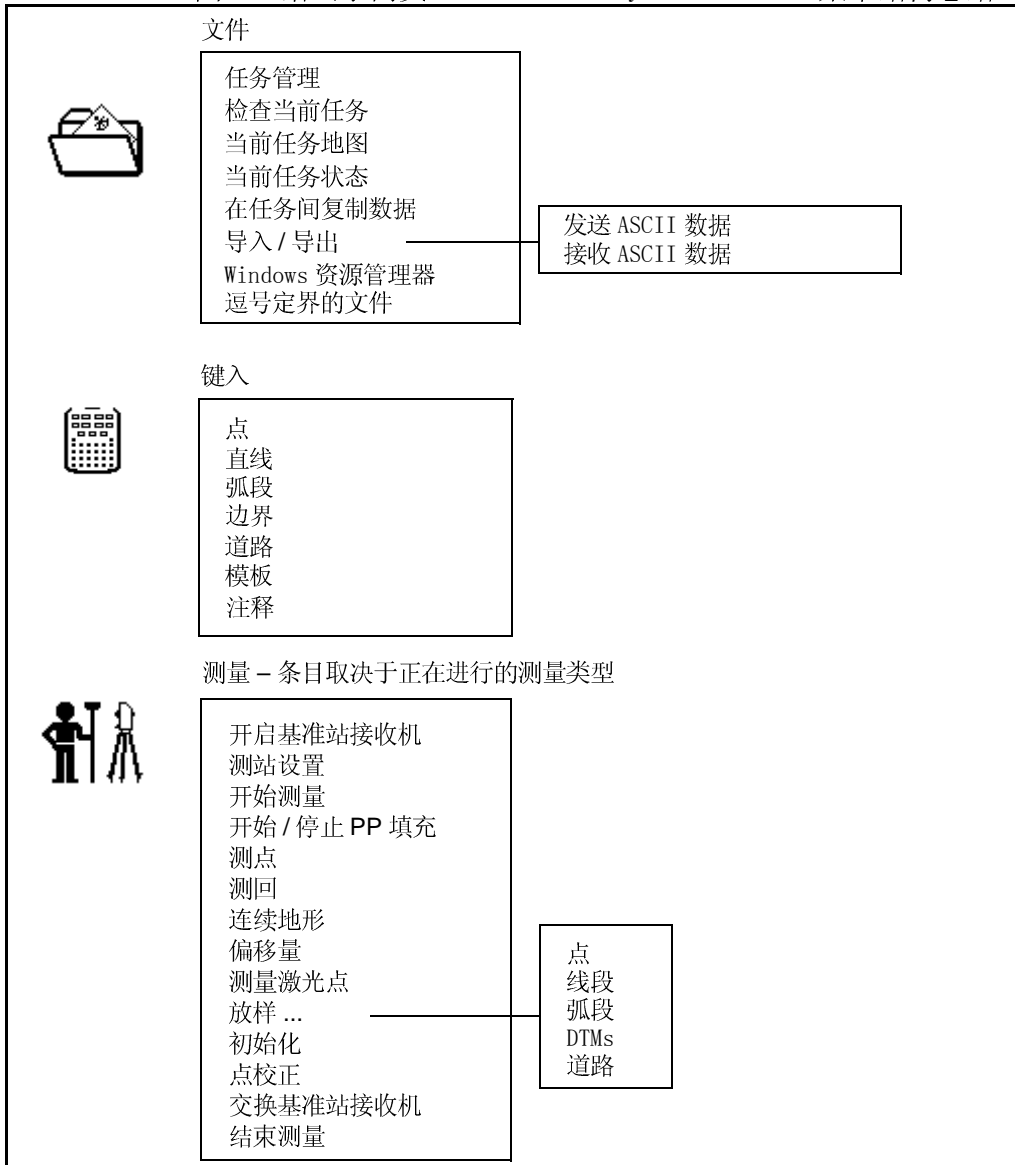 文件
任务管理
检查当前任务
当前任务地图
当前任务状态
在任务间复制数据
导入 / 导出
发送 ASCII 数据
接收 ASCII 数据
Windows 资源管理器
逗号定界的文件
键入
点
直线
弧段
边界
道路
模板
注释
测量 – 条目取决于正在进行的测量类型
开启基准站接收机
测站设置
开始测量
开始 / 停止 PP 填充
测点
测回
连续地形
偏移量
测量激光点
放样 ...
点
线段
弧段
DTMs
道路
初始化
点校正
交换基准站接收机
结束测量